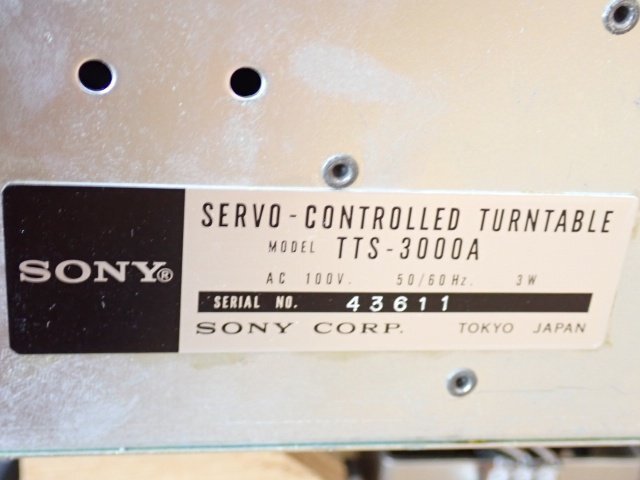 SONY®
SERVO-CONTROLLED TURNTABLE
MODEL TTS-3000A
AC 100V. 50/60Hz. 3W
SERIAL NO. 43611
SONY CORP. TOKYO JAPAN